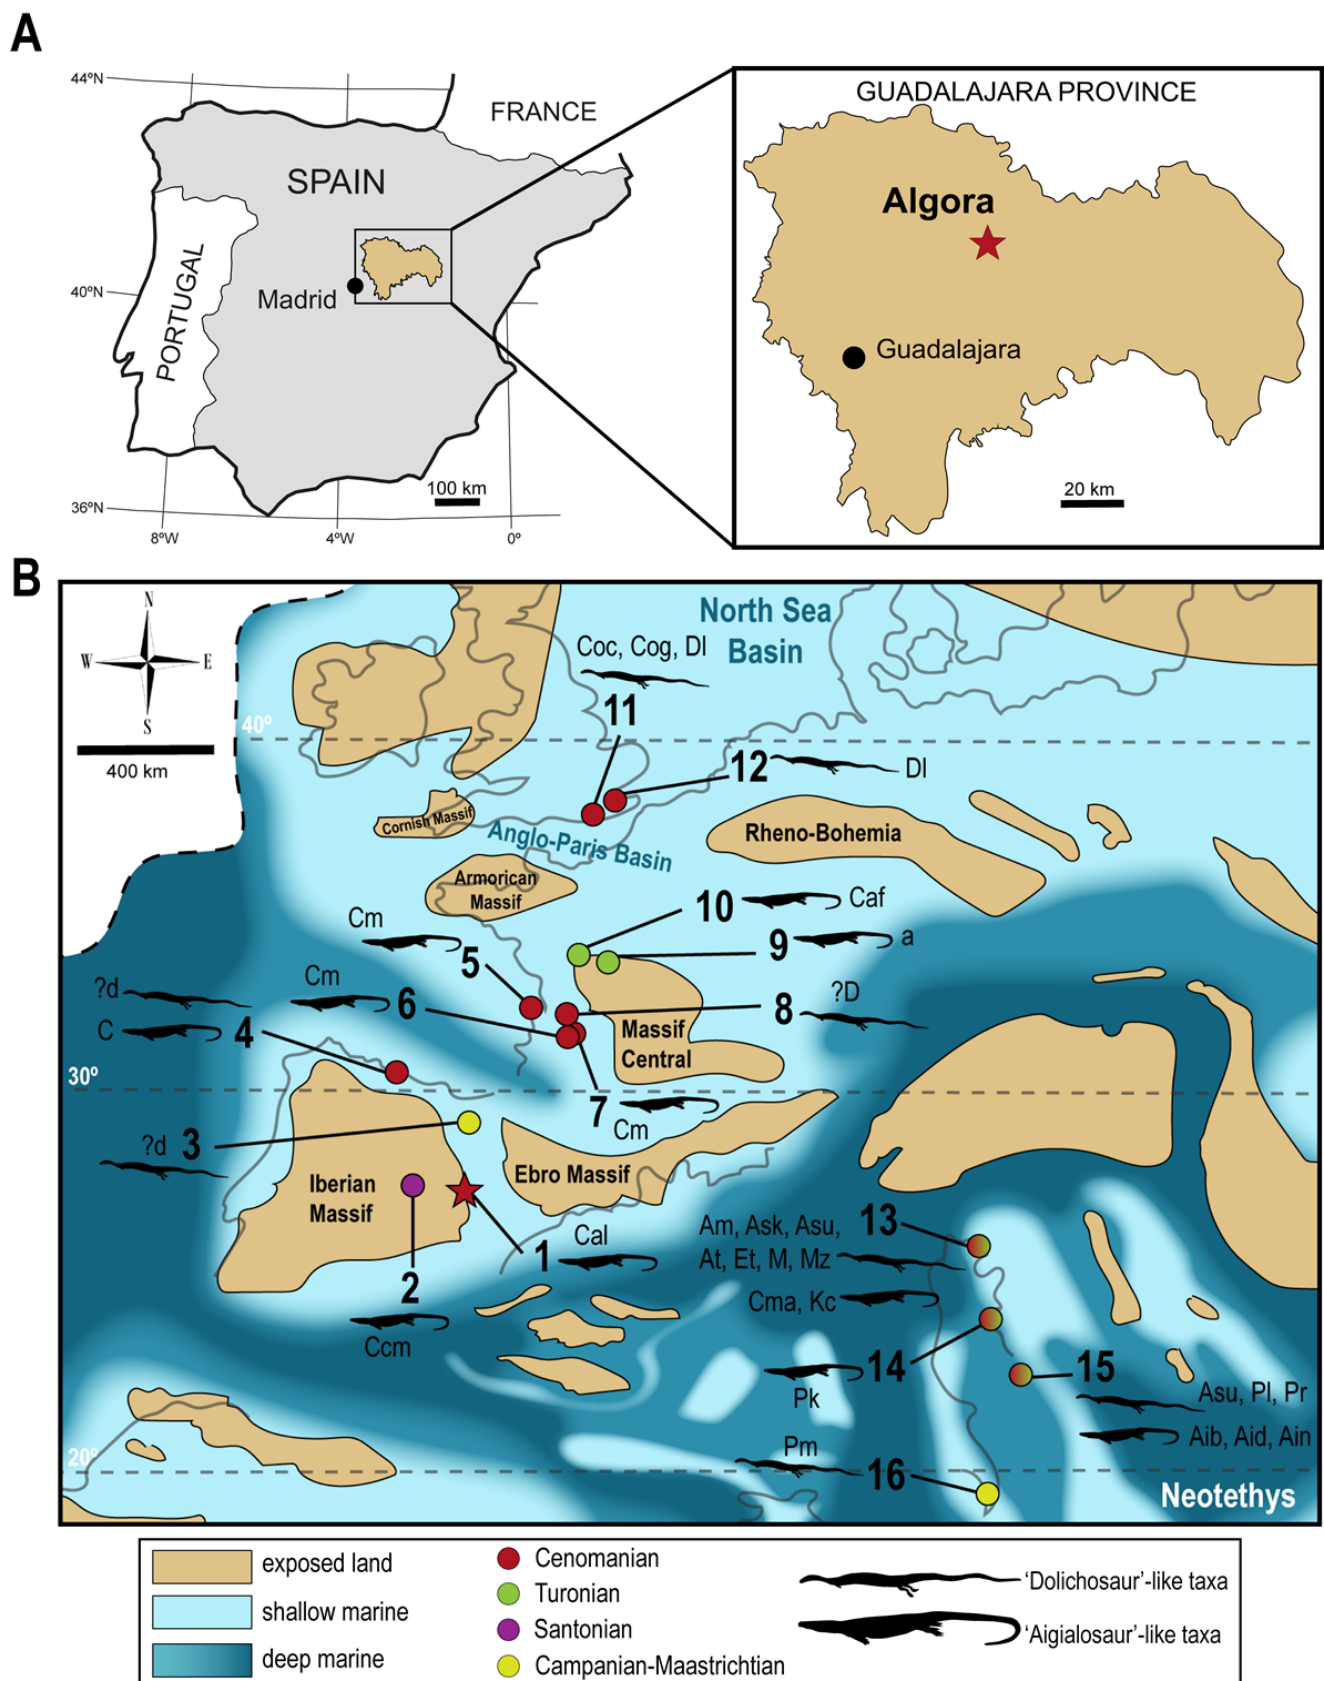 A
44ºN
40ºN
36ºN
8ºW
4ºW
0º
FRANCE
SPAIN
PORTUGAL
Madrid
100 km
GUADALAJARA PROVINCE
Algora
Guadalajara
20 km
B
N
W
E
S
400 km
40º
North Sea
Basin
Coc, Cog, Dl
11
12
Dl
Cornish Massif
Anglo-Paris Basin
Rheno-Bohemia
Armorican
Massif
10
Caf
Cm
5
9
a
?d
Cm
6
8
?D
C
4
Massif
Central
30º
7
Cm
?d
3
Iberian
Massif
Ebro Massif
Am, Ask, Asu,
At, Et, M, Mz
13
Cal
1
2
Cma, Kc
Ccm
14
Pk
15
Asu, Pl, Pr
Aib, Aid, Ain
Pm
16
20º
Neotethys
exposed land
shallow marine
deep marine
Cenomanian
Turonian
Santonian
Campanian-Maastrichtian
'Dolichosaur'-like taxa
'Aigialosaur'-like taxa